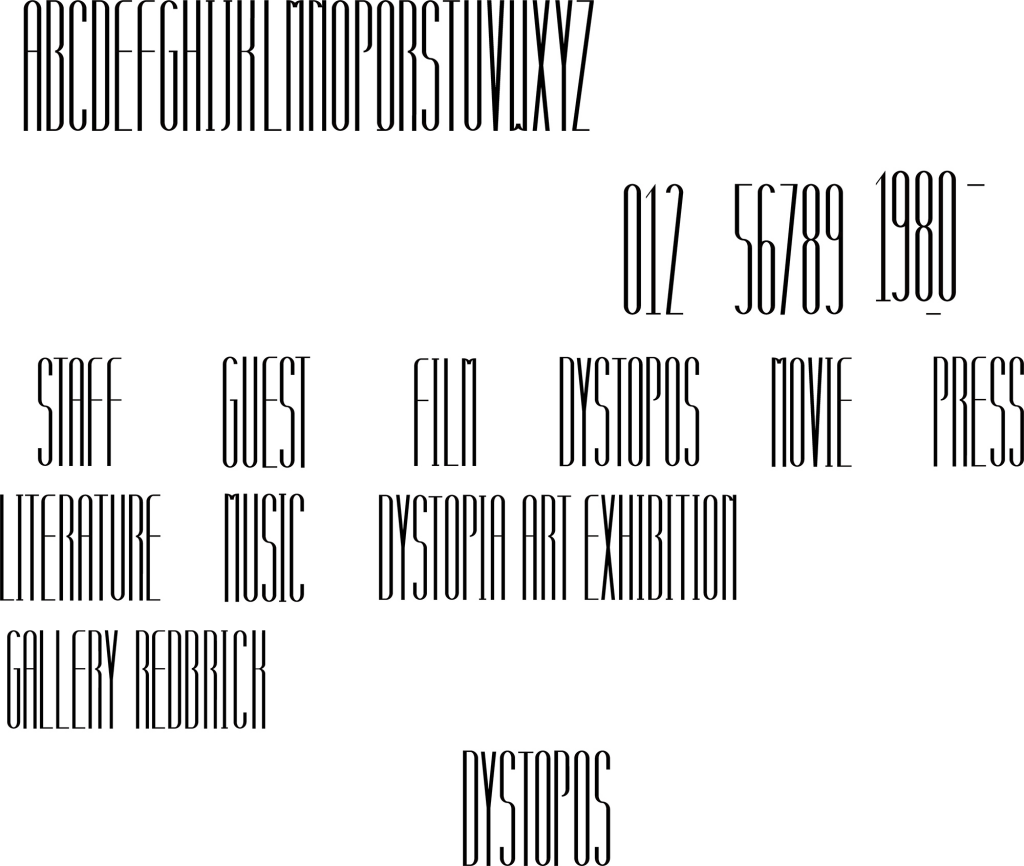 ABCDEFGHIJKLMNOPQRSTUVWXYZ
012 56789 1980 – _
STAFF GUEST FILM DYSTOPOS MOVIE PRESS
LITERATURE MUSIC DYSTOPIA ART EXHIBITION
GALLERY REDBRICK
DYSTOPOS